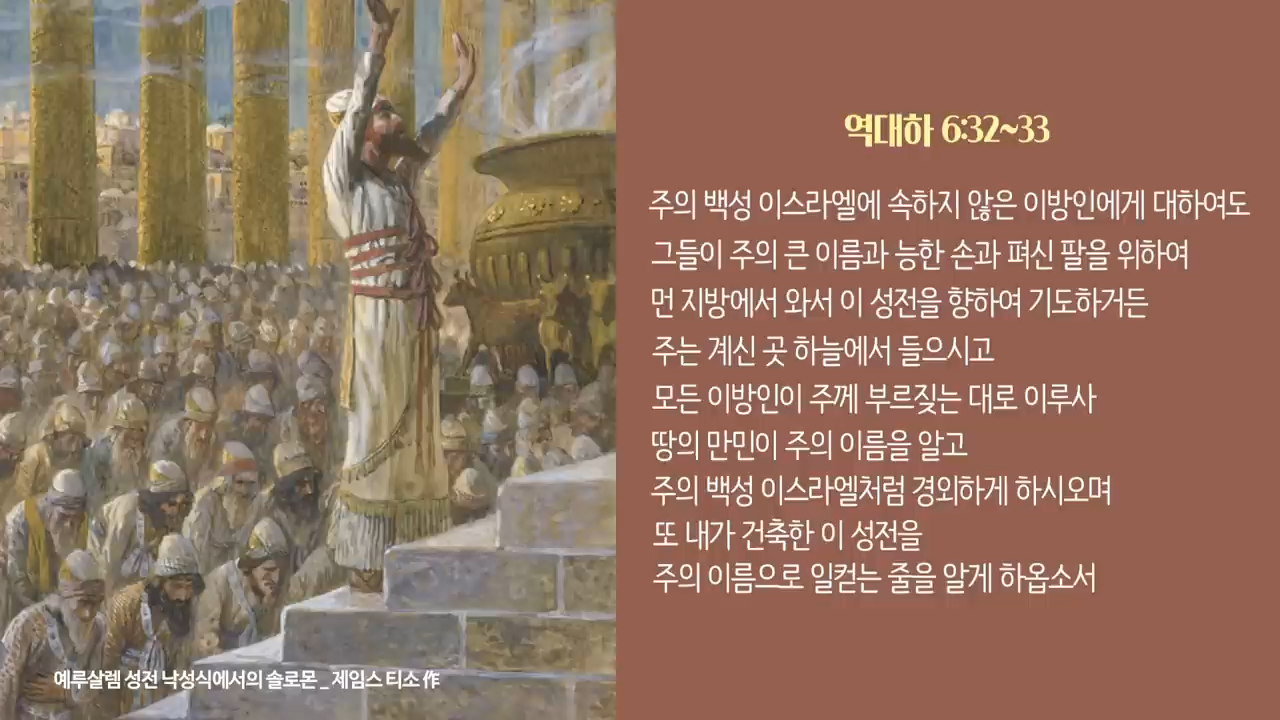 역대하 6:32~33
주의 백성 이스라엘에 속하지 않은 이방인에게 대하여도
그들이 주의 큰 이름과 능한 손과 펴신 팔을 위하여
먼 지방에서 와서 이 성전을 향하여 기도하거든
주는 계신 곳 하늘에서 들으시고
모든 이방인이 주께 부르짖는 대로 이루사
땅의 만민이 주의 이름을 알고
주의 백성 이스라엘처럼 경외하게 하시오며
또 내가 건축한 이 성전을
주의 이름으로 일컫는 줄을 알게 하옵소서
예루살렘 성전 낙성식에서의 솔로몬 _ 제임스 티소 作